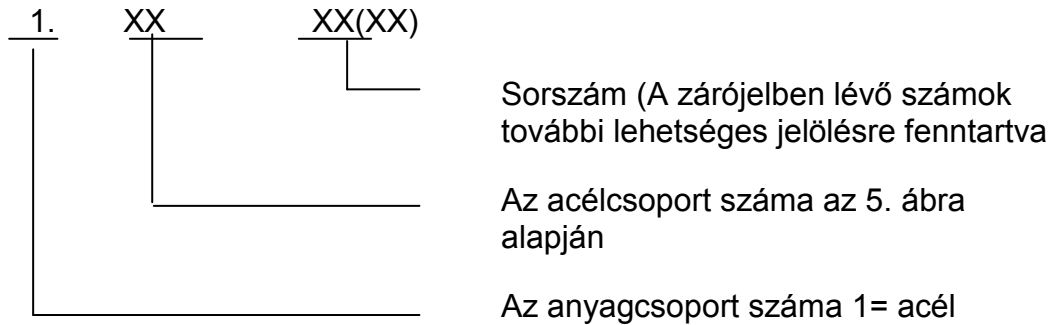 1. XX XX(XX)
Sorszám (A zárójelben lévő számok
további lehetséges jelölésre fenntartva
Az acélcsoport száma az 5. ábra
alapján
Az anyagcsoport száma 1= acél